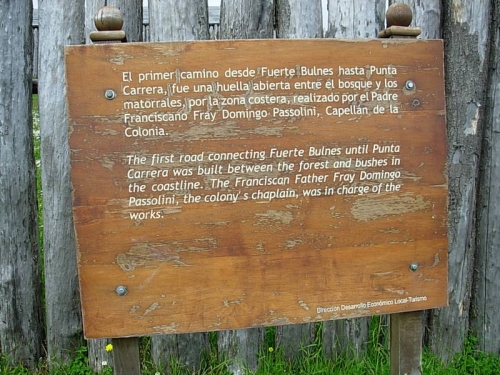 El primer camino desde Fuerte Bulnes hasta Punta
Carrera, fue una huella abierta entre el bosque y los
matorrales, por la zona costera, realizado por el Padre
Franciscano Fray Domingo Passolini, Capellán de la
Colonia.
The first road connecting Fuerte Bulnes until Punta
Carrera was built between the forest and bushes in
the coastline. The Franciscan Father Fray Domingo
Passolini, the colony's chaplain, was in charge of the
works.
Dirección Desarrollo Económico Local-Turismo